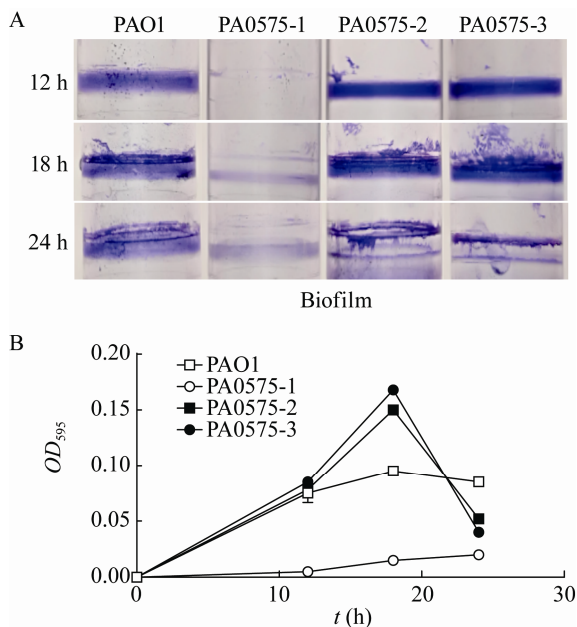 A
PAO1 PA0575-1 PA0575-2 PA0575-3
12 h
18 h
24 h
Biofilm
B
0.20
0.15
0.10
0.05
0.00
OD595
PAO1
PA0575-1
PA0575-2
PA0575-3
0 10 20 30
t (h)